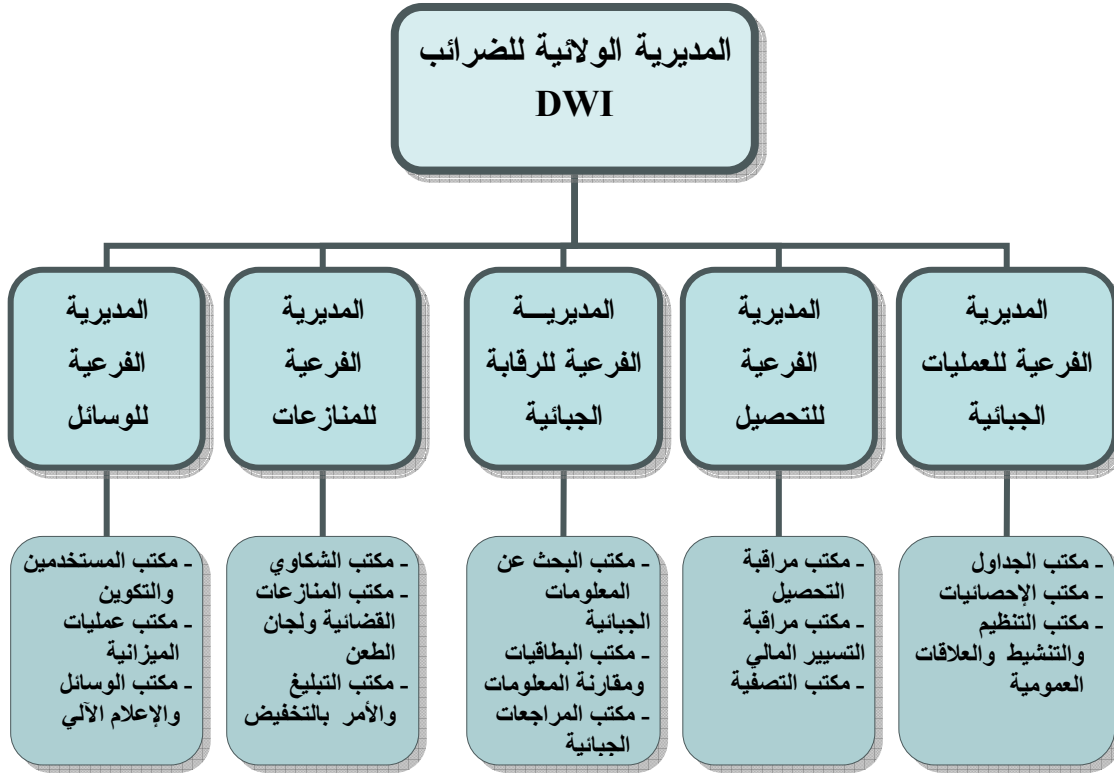 المديرية الولائية للضرائب
DWI
المديرية
الفرعية للعمليات
الجبائية
المديرية
الفرعية
للتحصيل
المديريـــة
الفرعية للرقابة
الجبائية
المديرية
الفرعية
للمنازعات
المديرية
الفرعية
للوسائل
- مكتب الجداول
- مكتب الإحصائيات
- مكتب التنظيم
والتنشيط والعلاقات
العمومية
- مكتب مراقبة
التحصيل
- مكتب مراقبة
التسيير المالي
- مكتب التصفية
- مكتب البحث عن
المعلومات
الجبائية
- مكتب البطاقيات
ومقارنة المعلومات
- مكتب المراجعات
الجبائية
- مكتب الشكاوي
- مكتب المنازعات
القضائية ولجان
الطعن
- مكتب التبليغ
والأمر بالتخفيض
- مكتب المستخدمين
والتكوين
- مكتب عمليات
الميزانية
- مكتب الوسائل
والإعلام الآلي